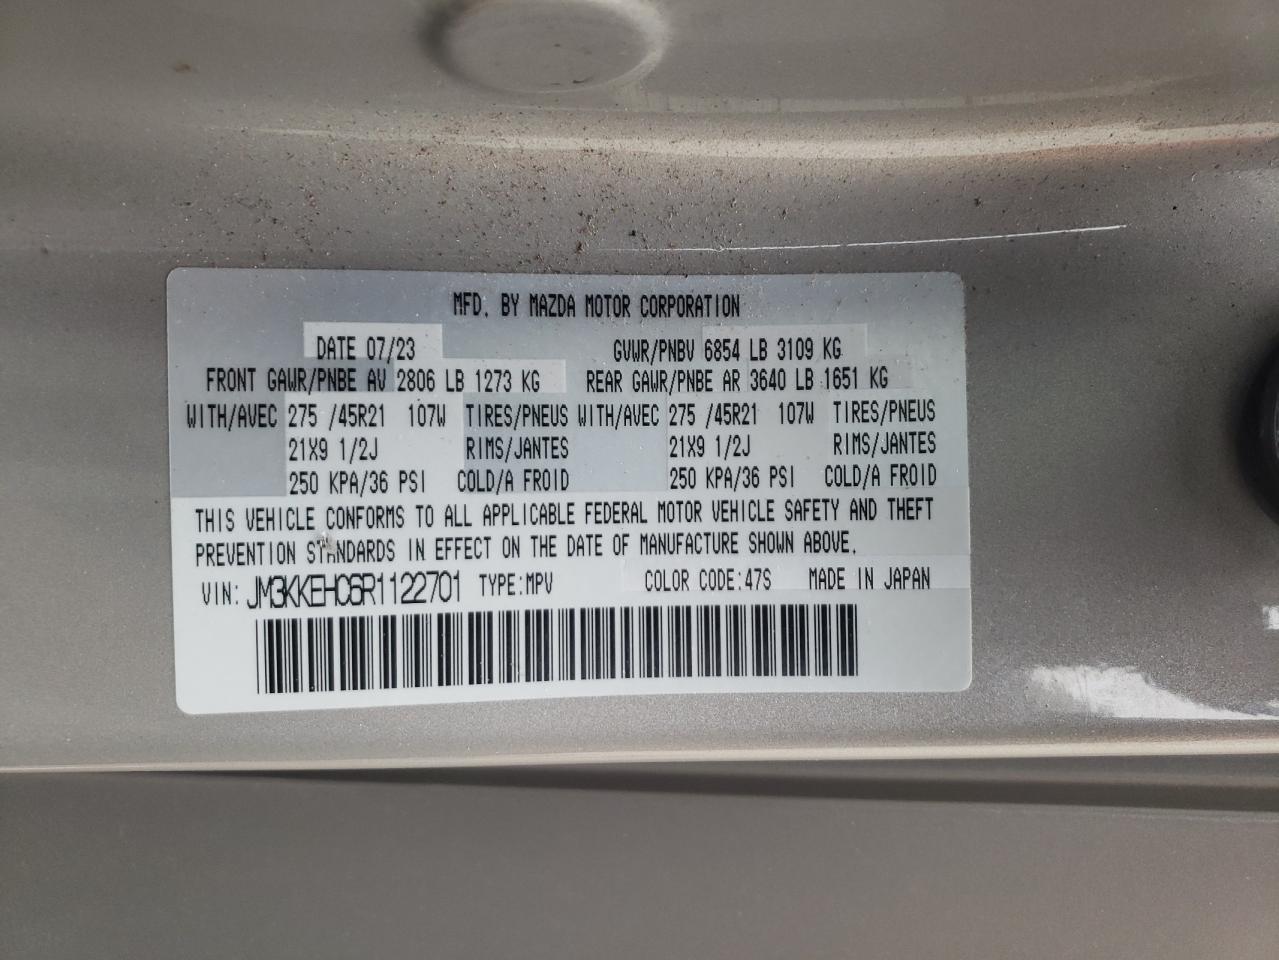 MFD. BY MAZDA MOTOR CORPORATION
DATE 07/23 GVWR/PNBV 6854 LB 3109 KG
FRONT GAWR/PNBE AV 2806 LB 1273 KG REAR GAWR/PNBE AR 3640 LB 1651 KG
WITH/AVEC 275 /45R21 107W TIRES/PNEUS WITH/AVEC 275 /45R21 107W TIRES/PNEUS
21X9 1/2J RIMS/JANTES 21X9 1/2J RIMS/JANTES
250 KPA/36 PSI COLD/A FROID 250 KPA/36 PSI COLD/A FROID
THIS VEHICLE CONFORMS TO ALL APPLICABLE FEDERAL MOTOR VEHICLE SAFETY AND THEFT
PREVENTION STANDARDS IN EFFECT ON THE DATE OF MANUFACTURE SHOWN ABOVE.
VIN: JM3KKEHC6R1122701 TYPE:MPV COLOR CODE:47S MADE IN JAPAN